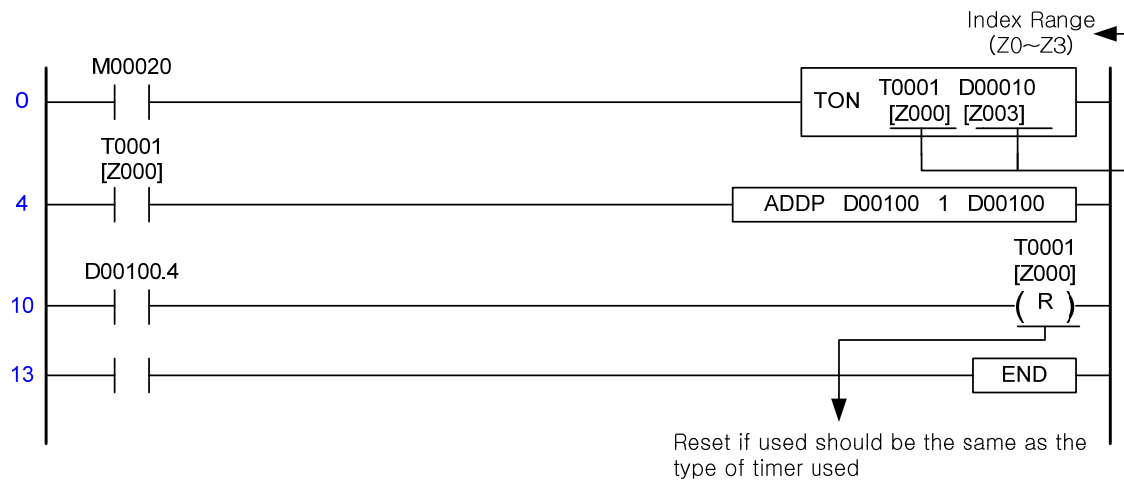 Index Range
(Z0~Z3)
M00020
0
TON T0001 D00010
[Z000] [Z003]
T0001
[Z000]
4
ADDP D00100 1 D00100
T0001
[Z000]
D00100.4
10
( R )
13
END
Reset if used should be the same as the
type of timer used